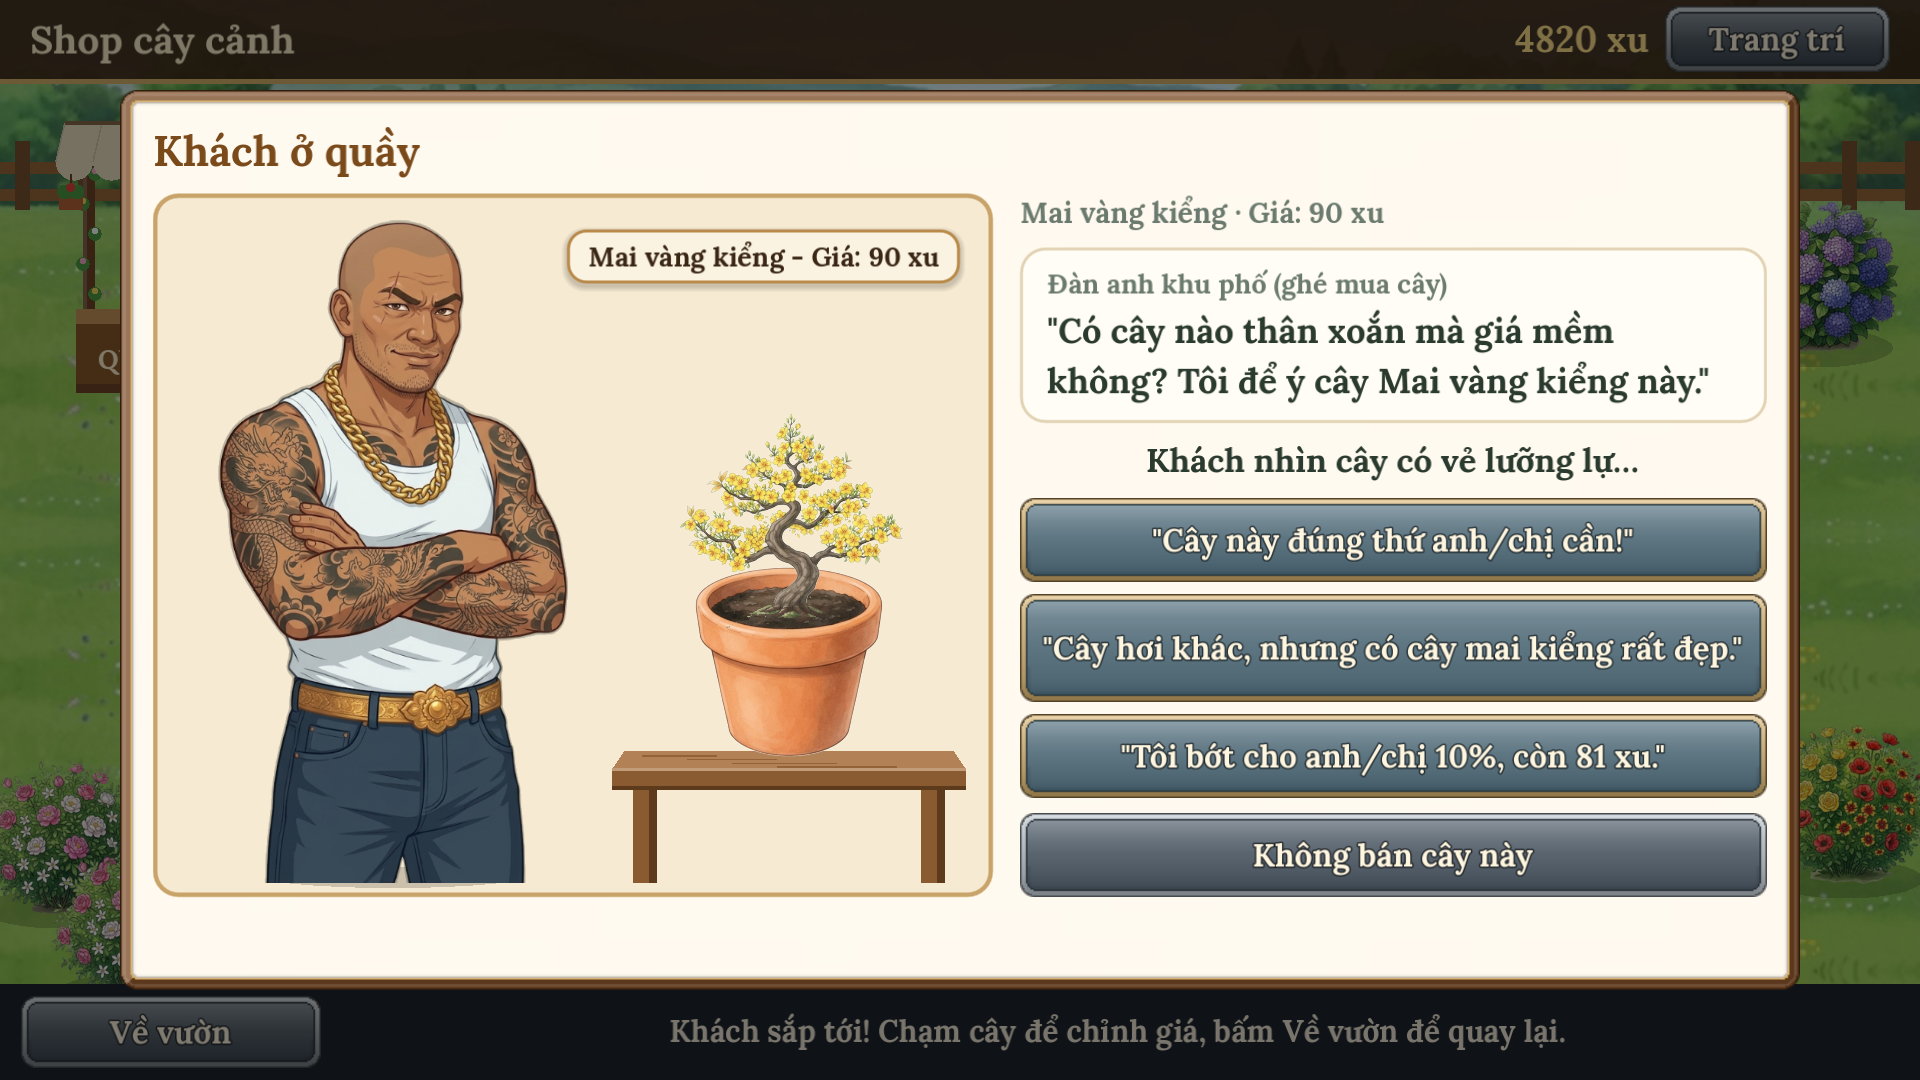 Shop cây cảnh
4820 xu
Trang trí
Khách ở quầy
Mai vàng kiểng - Giá: 90 xu
Mai vàng kiểng · Giá: 90 xu
Đàn anh khu phố (ghé mua cây)
"Có cây nào thân xoắn mà giá mềm
không? Tôi để ý cây Mai vàng kiểng này."
Khách nhìn cây có vẻ lưỡng lự...
"Cây này đúng thứ anh/chị cần!"
"Cây hơi khác, nhưng có cây mai kiểng rất đẹp."
"Tôi bớt cho anh/chị 10%, còn 81 xu."
Không bán cây này
Về vườn
Khách sắp tới! Chạm cây để chỉnh giá, bấm Về vườn để quay lại.